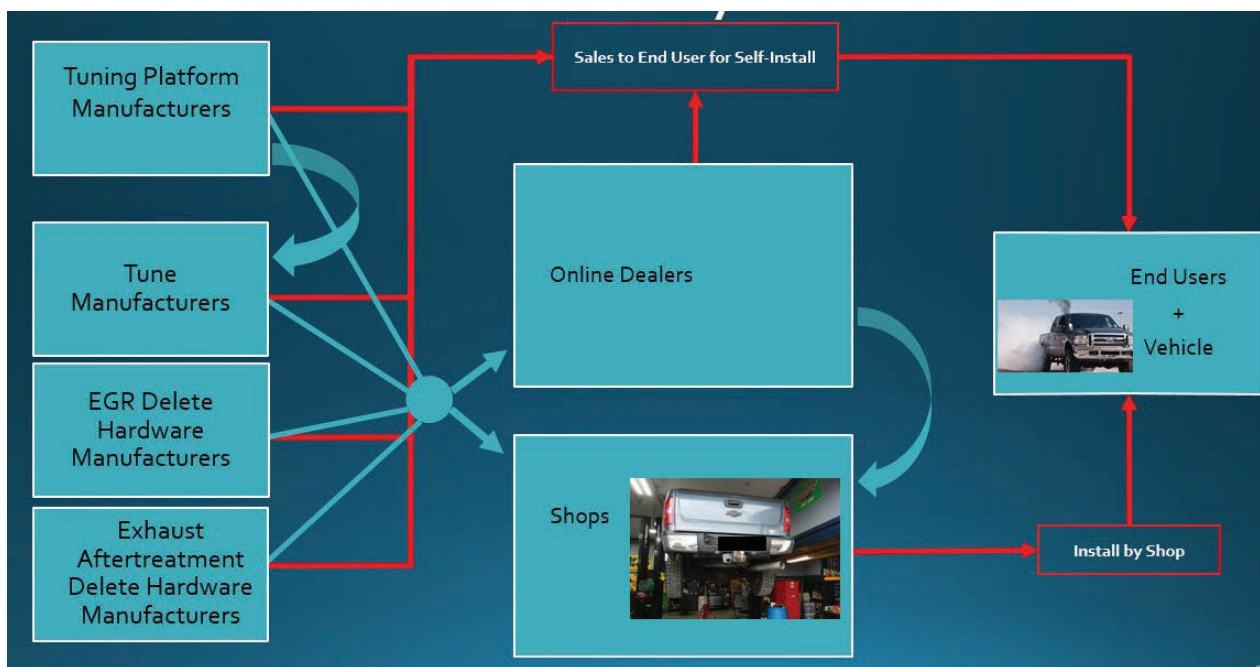 Tuning Platform
Manufacturers
Tune
Manufacturers
EGR Delete
Hardware
Manufacturers
Exhaust
Aftertreatment
Delete Hardware
Manufacturers
Sales to End User for Self-Install
Online Dealers
Shops
End Users
+
Vehicle
Install by Shop